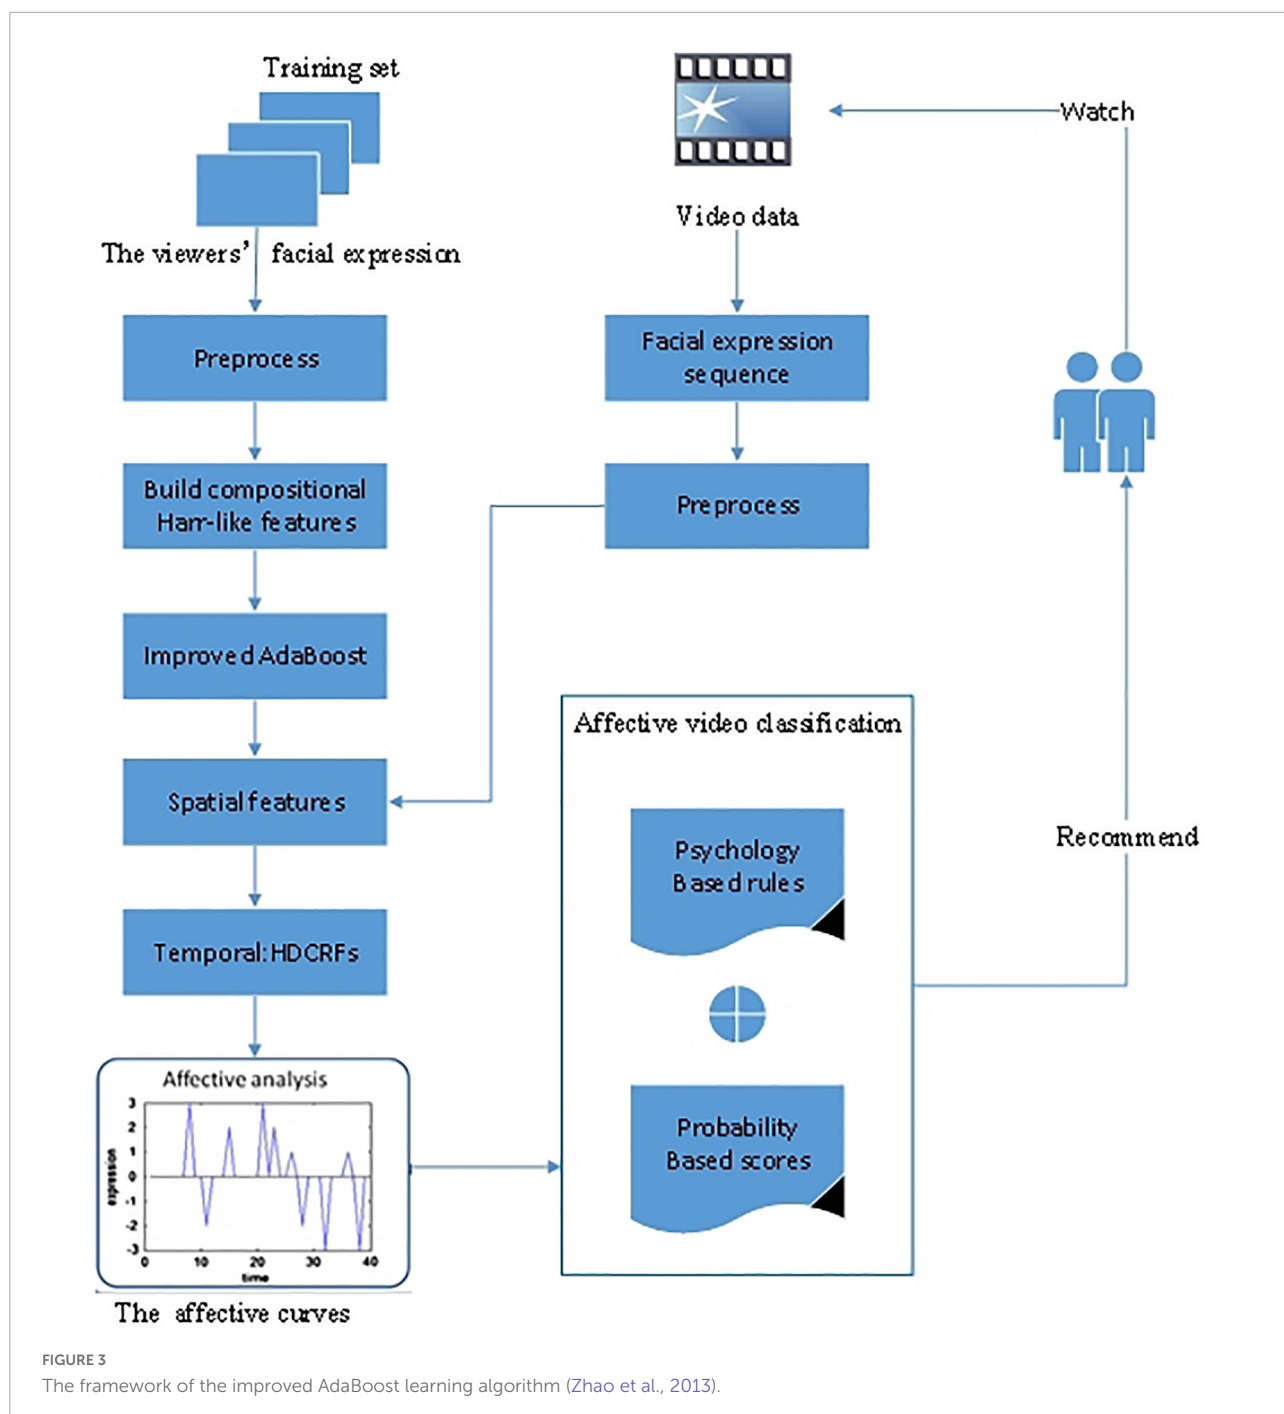 Training set
The viewers’ facial expression
Preprocess
Build compositional
Harr-like features
Improved AdaBoost
Spatial features
Temporal:HDCRFs
Affective analysis
expression
3
2
1
0
-1
-2
-3
0 10 20 30 40
time
The affective curves
Video data
Facial expression
sequence
Preprocess
Affective video classification
Psychology
Based rules
Probability
Based scores
Watch
Recommend
FIGURE 3
The framework of the improved AdaBoost learning algorithm (Zhao et al., 2013).